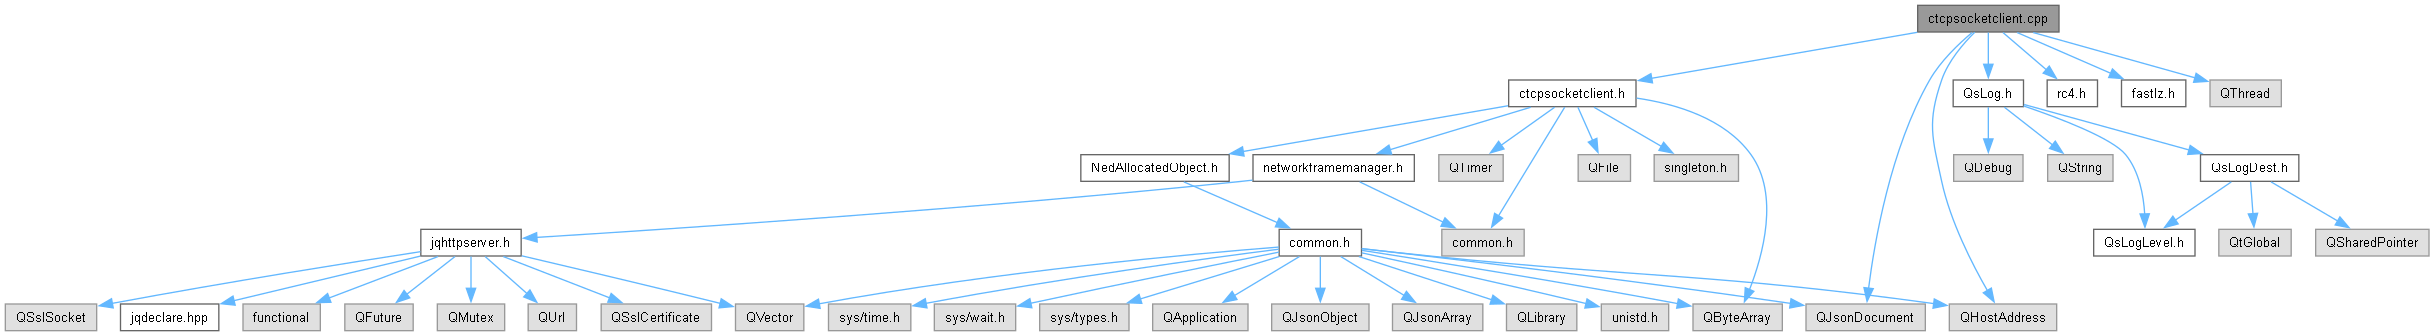 ctcpsocketclient.cpp
ctcpsocketclient.h
QsLog.h
rc4.h
fastlz.h
QThread
NedAllocatedObject.h
networkframemanager.h
QTimer
QFile
singleton.h
QDebug
QString
QsLogDest.h
jqhttpserver.h
common.h
common.h
QsLogLevel.h
QtGlobal
QSharedPointer
QSslSocket
jqdeclare.hpp
functional
QFuture
QMutex
QUrl
QSslCertificate
QVector
sys/time.h
sys/wait.h
sys/types.h
QApplication
QJsonObject
QJsonArray
QLibrary
unistd.h
QByteArray
QJsonDocument
QHostAddress